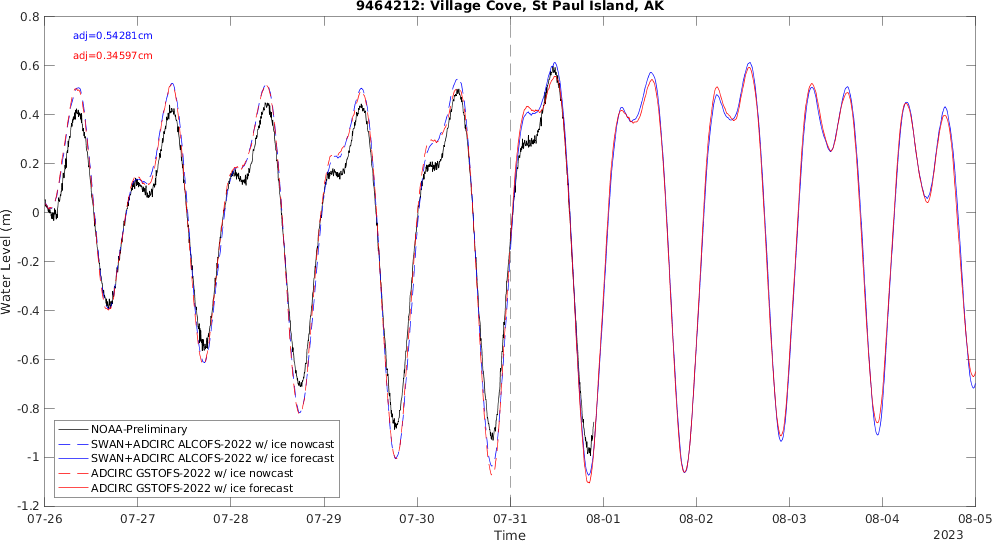 9464212: Village Cove, St Paul Island, AK
adj=0.54281cm
adj=0.34597cm
0.8
0.6
0.4
0.2
0
-0.2
-0.4
-0.6
-0.8
-1
-1.2
Water Level (m)
NOAA-Preliminary
SWAN+ADCIRC ALCOFS-2022 w/ ice nowcast
SWAN+ADCIRC ALCOFS-2022 w/ ice forecast
ADCIRC GSTOFS-2022 w/ ice nowcast
ADCIRC GSTOFS-2022 w/ ice forecast
07-26 07-27 07-28 07-29 07-30 07-31 08-01 08-02 08-03 08-04 08-05
Time
2023